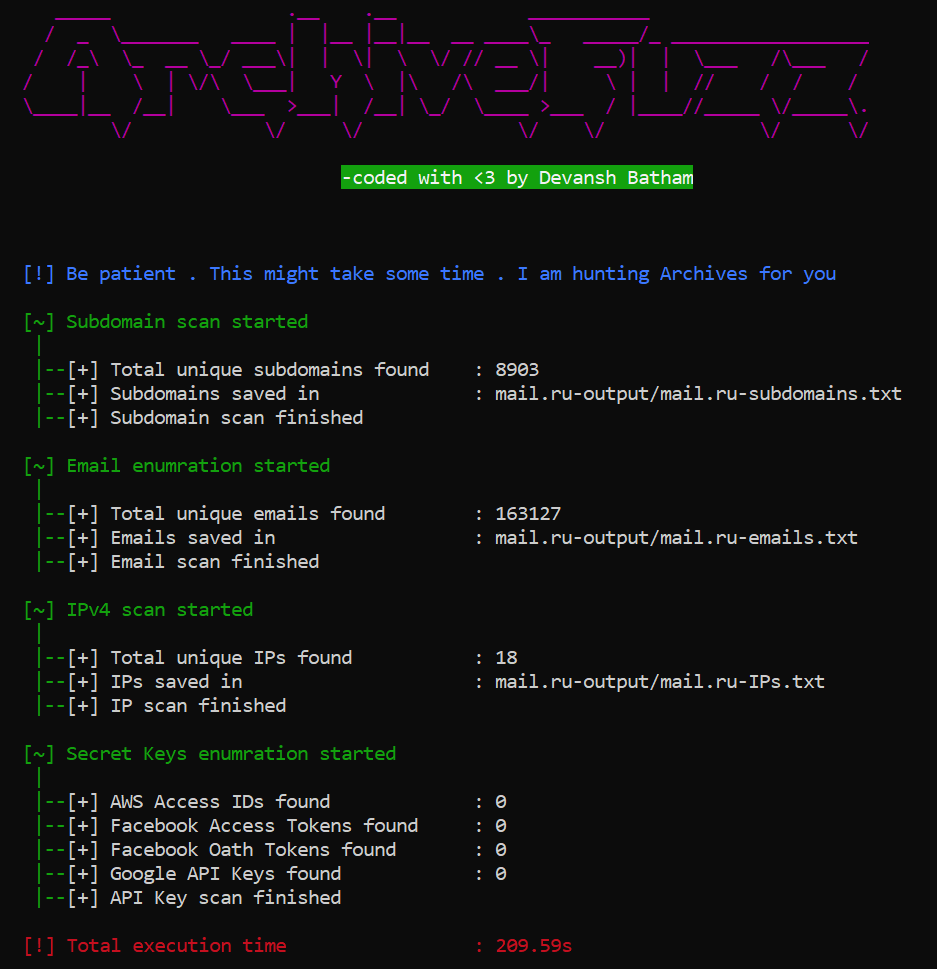 ArchiveFuzz
-coded with <3 by Devansh Batham
[!] Be patient . This might take some time . I am hunting Archives for you
[~] Subdomain scan started
|
|--[+] Total unique subdomains found : 8903
|--[+] Subdomains saved in : mail.ru-output/mail.ru-subdomains.txt
|--[+] Subdomain scan finished
[~] Email enumration started
|
|--[+] Total unique emails found : 163127
|--[+] Emails saved in : mail.ru-output/mail.ru-emails.txt
|--[+] Email scan finished
[~] IPv4 scan started
|
|--[+] Total unique IPs found : 18
|--[+] IPs saved in : mail.ru-output/mail.ru-IPs.txt
|--[+] IP scan finished
[~] Secret Keys enumration started
|
|--[+] AWS Access IDs found : 0
|--[+] Facebook Access Tokens found : 0
|--[+] Facebook Oath Tokens found : 0
|--[+] Google API Keys found : 0
|--[+] API Key scan finished
[!] Total execution time : 209.59s